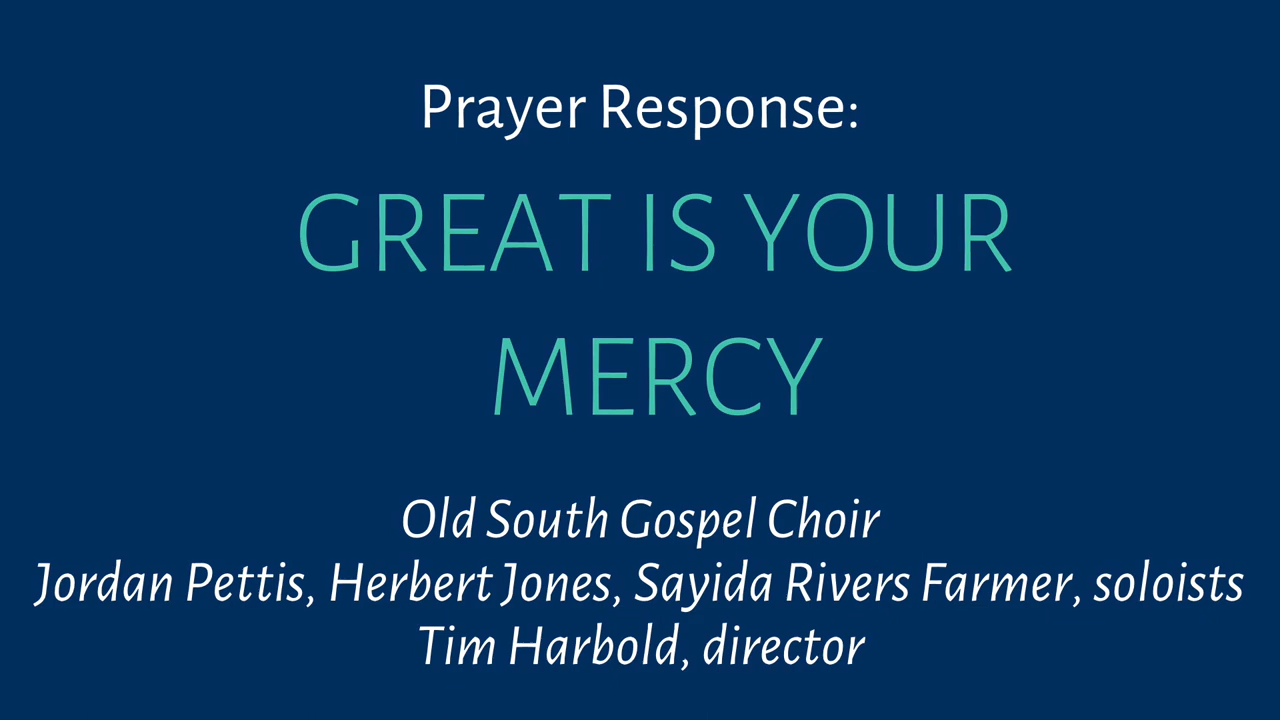 Prayer Response:
GREAT IS YOUR
MERCY
Old South Gospel Choir
Jordan Pettis, Herbert Jones, Sayida Rivers Farmer, soloists
Tim Harbold, director